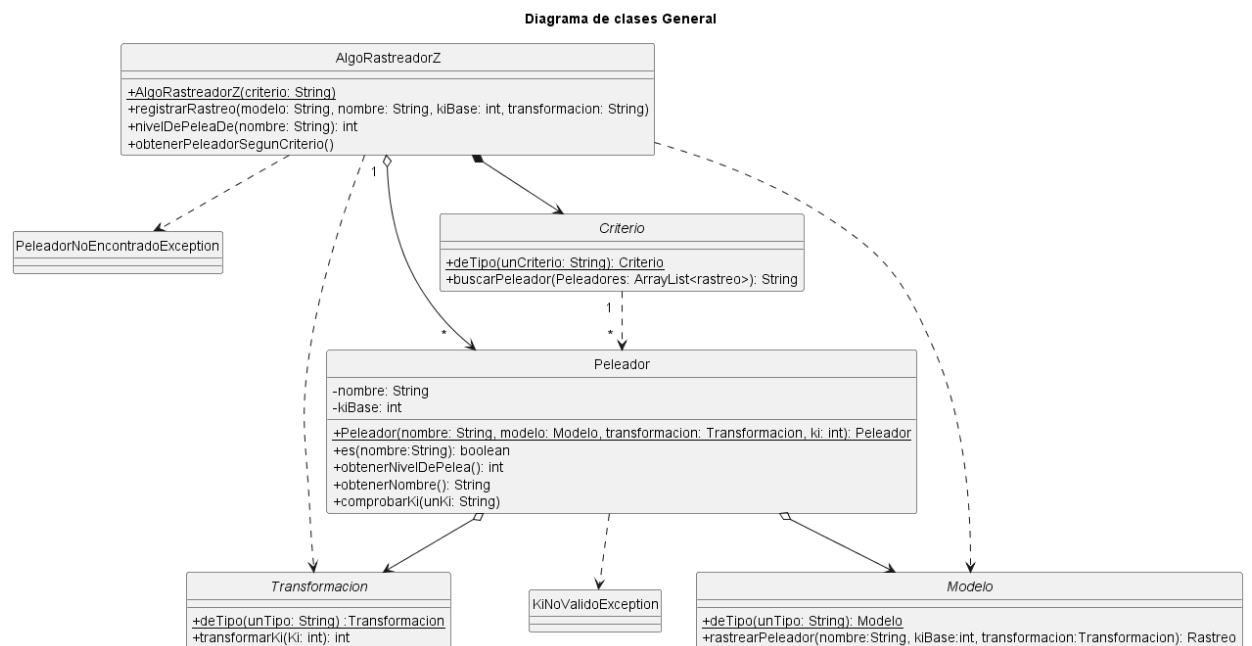 Diagrama de clases General
AlgoRastreadorZ
+AlgoRastreadorZ(criterio: String)
+registrarRastreo(modelo: String, nombre: String, kiBase: int, transformacion: String)
+nivelDePeleaDe(nombre: String): int
+obtenerPeleadorSegunCriterio()
1
PeleadorNoEncontradoException
Criterio
+deTipo(unCriterio: String): Criterio
+buscarPeleador(Peleadores: ArrayList<rastreo>): String
1
*
*
Peleador
-nombre: String
-kiBase: int
+Peleador(nombre: String, modelo: Modelo, transformacion: Transformacion, ki: int): Peleador
+es(nombre:String): boolean
+obtenerNivelDePelea(): int
+obtenerNombre(): String
+comprobarKi(unKi: String)
Transformacion
+deTipo(unTipo: String) :Transformacion
+transformarKi(Ki: int): int
KiNoValidoException
Modelo
+deTipo(unTipo: String): Modelo
+rastrearPeleador(nombre:String, kiBase:int, transformacion:Transformacion): Rastreo